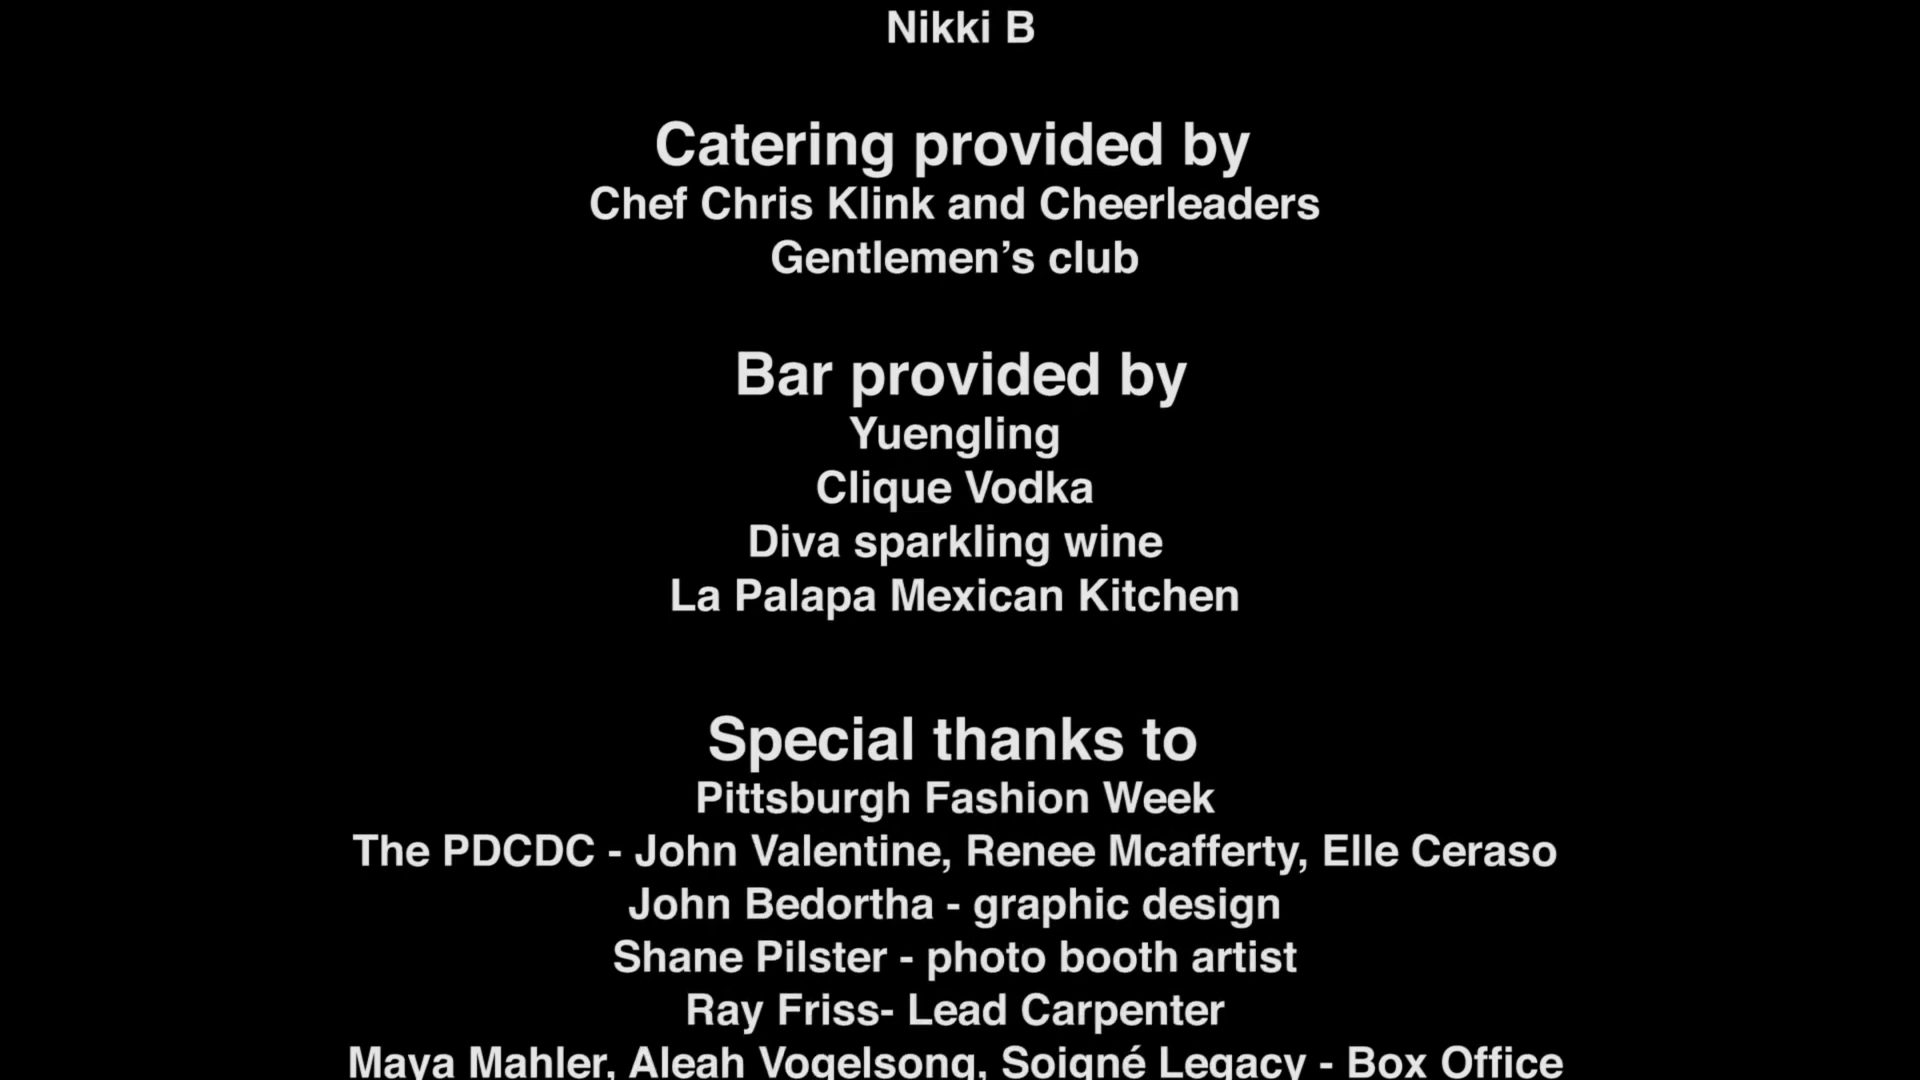 Nikki B
Catering provided by
Chef Chris Klink and Cheerleaders
Gentlemen’s club
Bar provided by
Yuengling
Clique Vodka
Diva sparkling wine
La Palapa Mexican Kitchen
Special thanks to
Pittsburgh Fashion Week
The PDCDC - John Valentine, Renee Mcafferty, Elle Ceraso
John Bedortha - graphic design
Shane Pilster - photo booth artist
Ray Friss- Lead Carpenter
Maya Mahler, Aleah Vogelsong, Soigné Legacy - Box Office